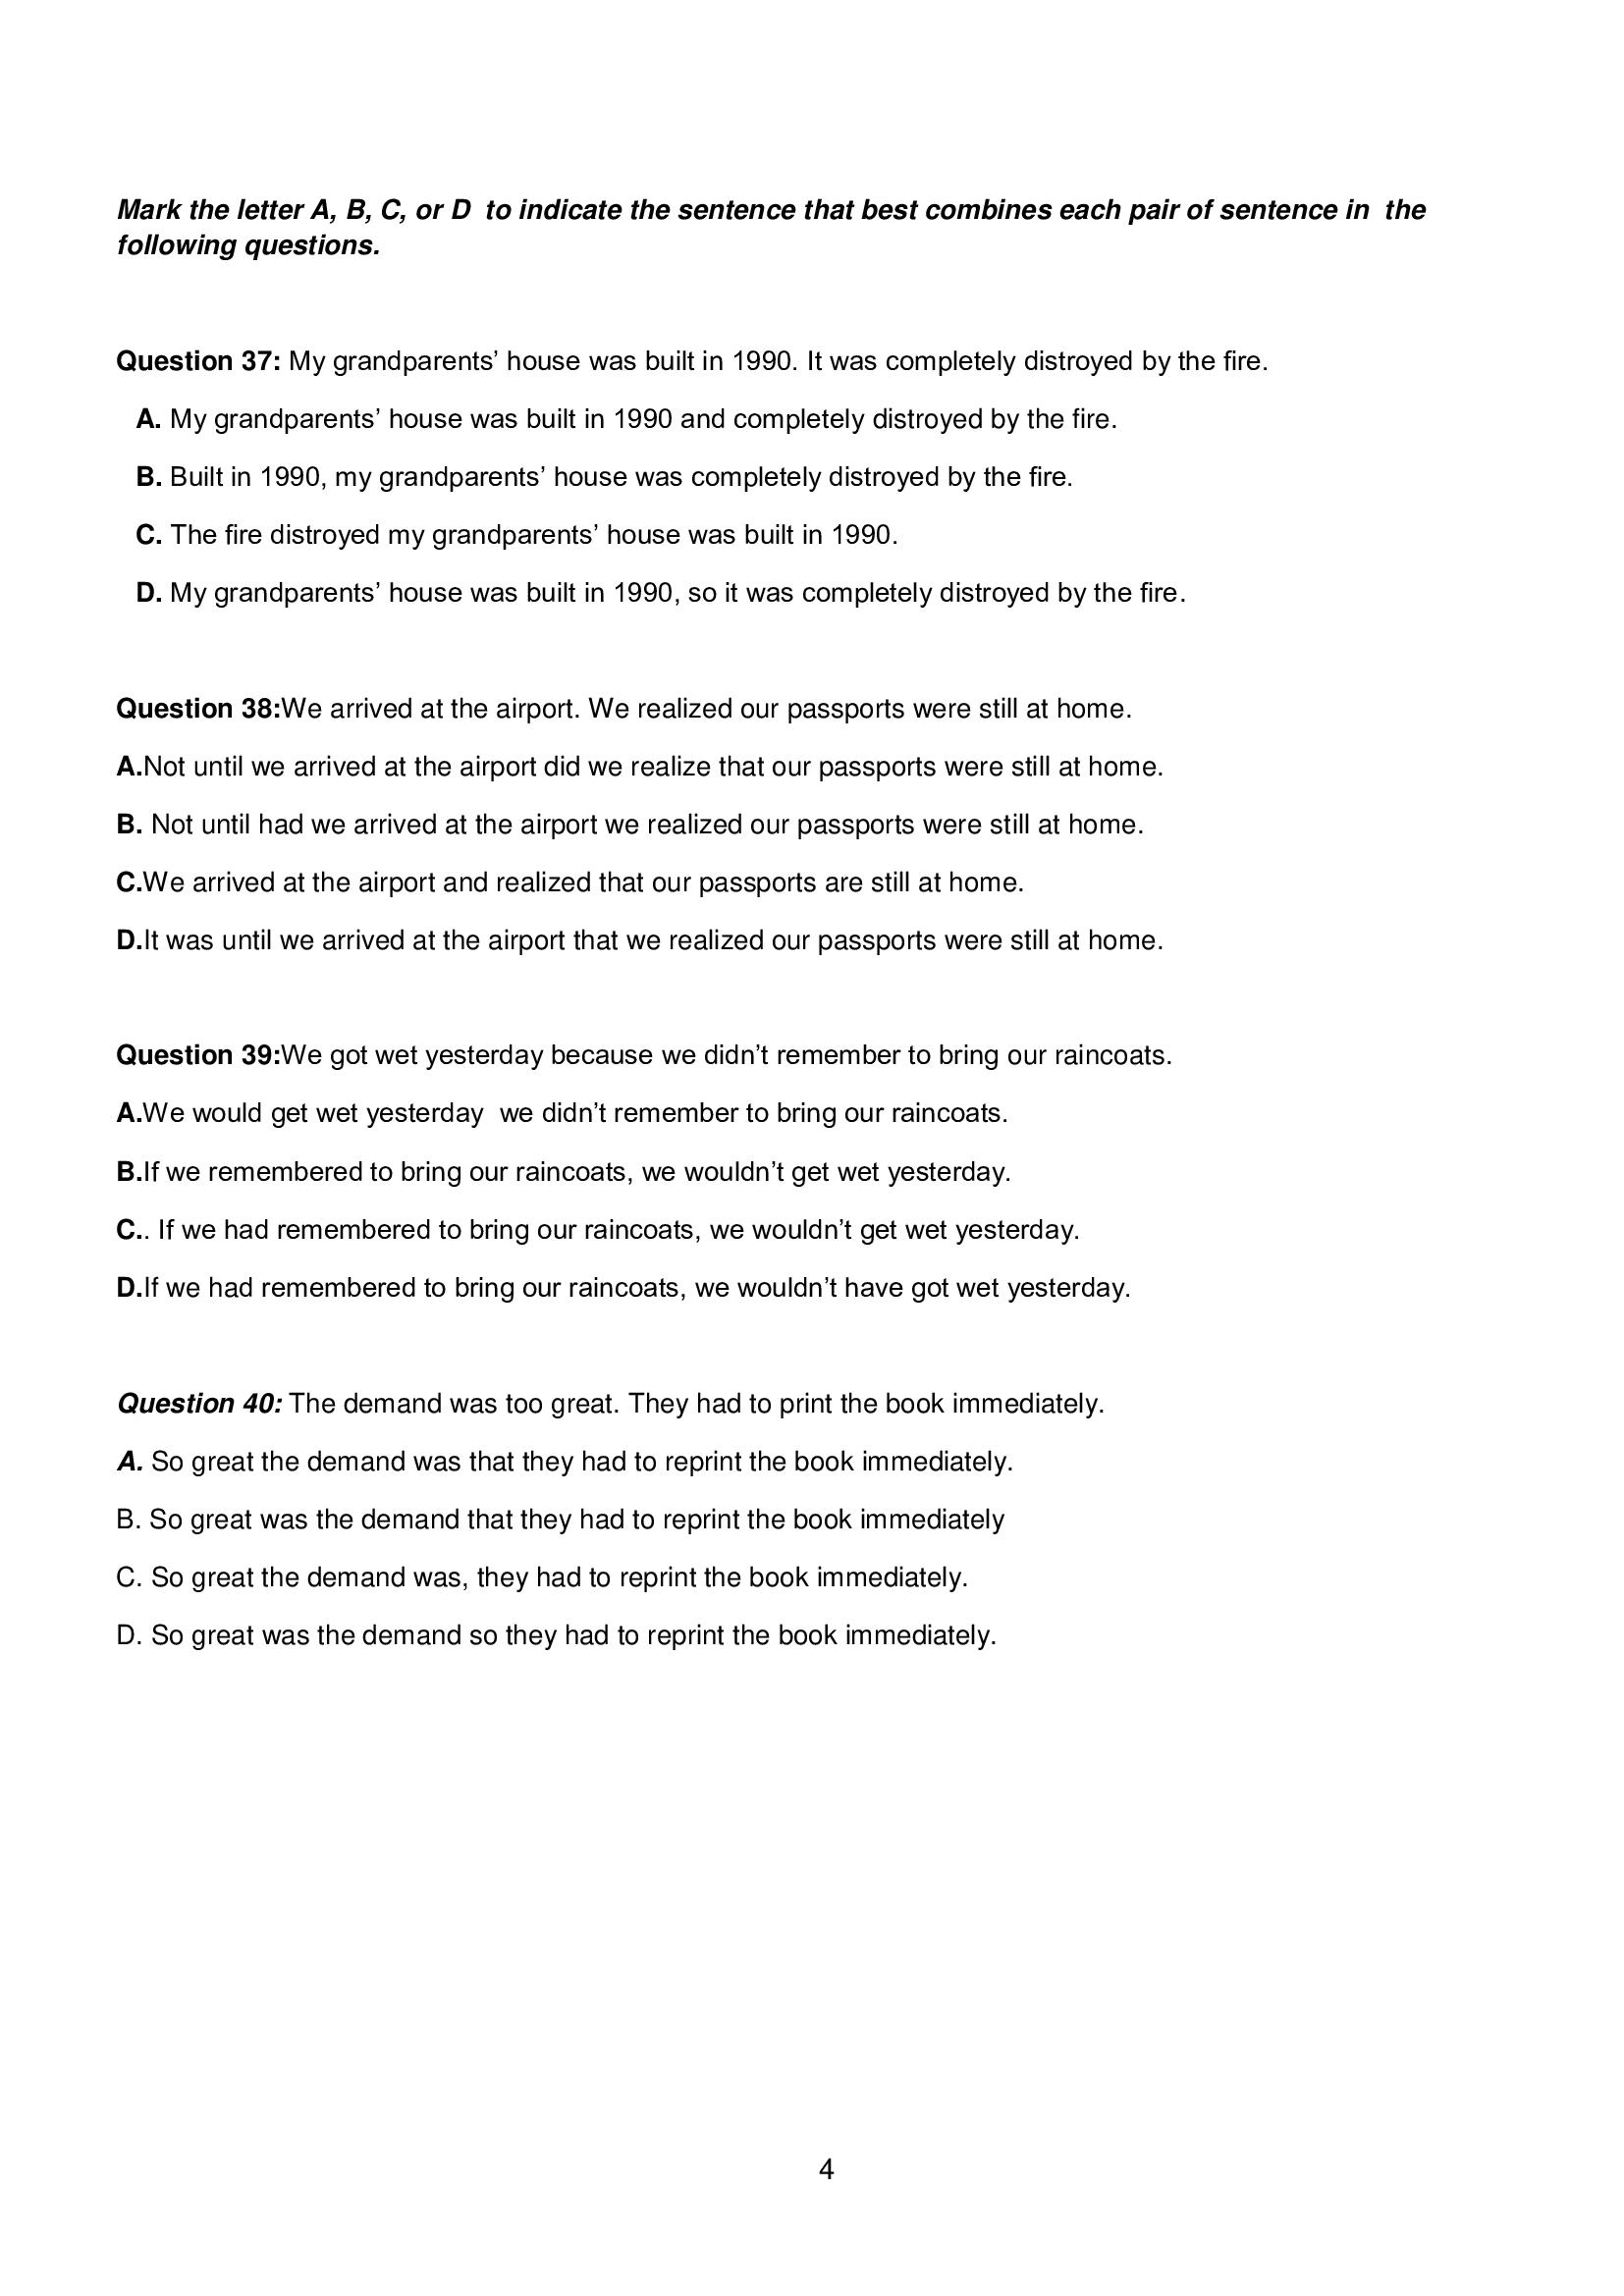 Mark the letter A, B, C, or D  to indicate the sentence that best combines each pair of sentence in  the
following questions.
Question 37: My grandparents’ house was built in 1990. It was completely distroyed by the fire.
A. My grandparents’ house was built in 1990 and completely distroyed by the fire.
B. Built in 1990, my grandparents’ house was completely distroyed by the fire.
C. The fire distroyed my grandparents’ house was built in 1990.
D. My grandparents’ house was built in 1990, so it was completely distroyed by the fire.
Question 38:We arrived at the airport. We realized our passports were still at home.
A.Not until we arrived at the airport did we realize that our passports were still at home.
B. Not until had we arrived at the airport we realized our passports were still at home.
C.We arrived at the airport and realized that our passports are still at home.
D.It was until we arrived at the airport that we realized our passports were still at home.
Question 39:We got wet yesterday because we didn’t remember to bring our raincoats.
A.We would get wet yesterday  we didn’t remember to bring our raincoats.
B.If we remembered to bring our raincoats, we wouldn’t get wet yesterday.
C.. If we had remembered to bring our raincoats, we wouldn’t get wet yesterday.
D.If we had remembered to bring our raincoats, we wouldn’t have got wet yesterday.
Question 40: The demand was too great. They had to print the book immediately.
A. So great the demand was that they had to reprint the book immediately.
B. So great was the demand that they had to reprint the book immediately
C. So great the demand was, they had to reprint the book immediately.
D. So great was the demand so they had to reprint the book immediately.
4